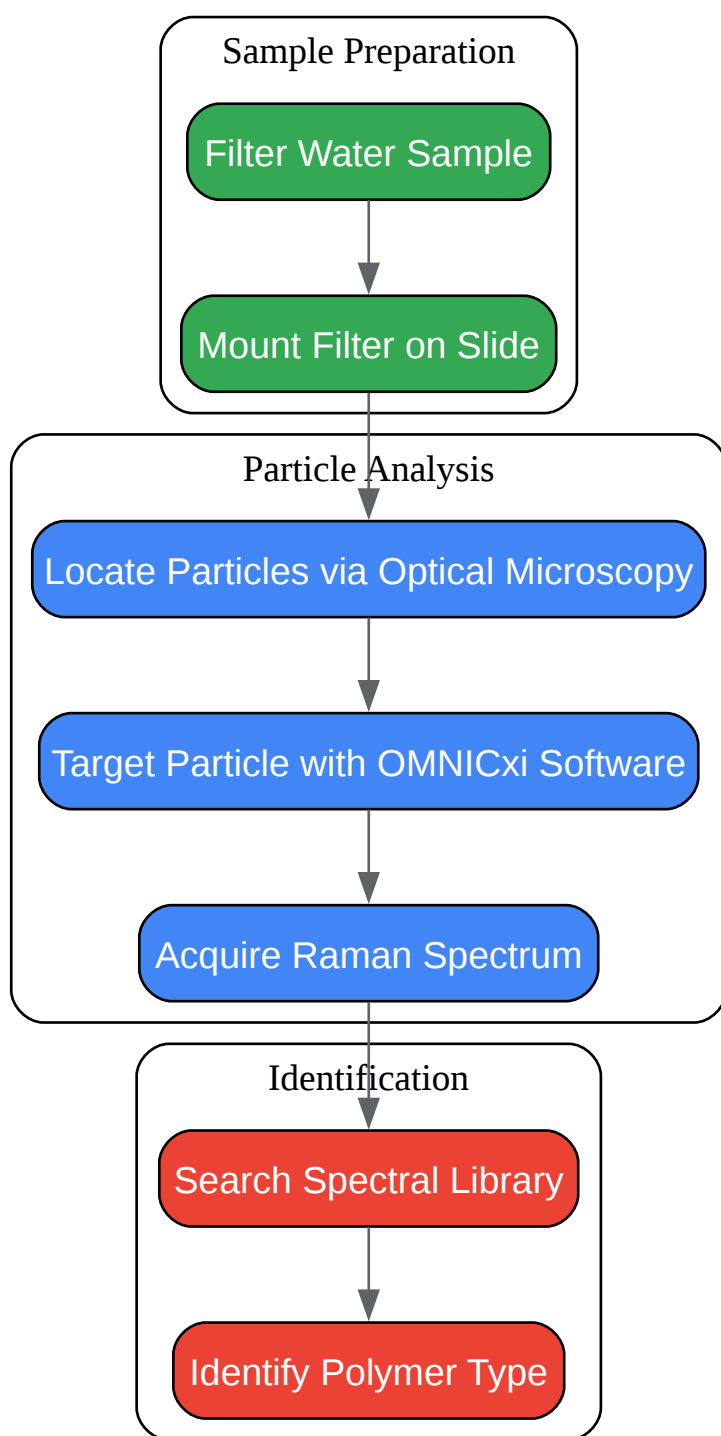 Sample Preparation
Filter Water Sample
Mount Filter on Slide
Particle Analysis
Locate Particles via Optical Microscopy
Target Particle with OMNICxi Software
Acquire Raman Spectrum
Identification
Search Spectral Library
Identify Polymer Type